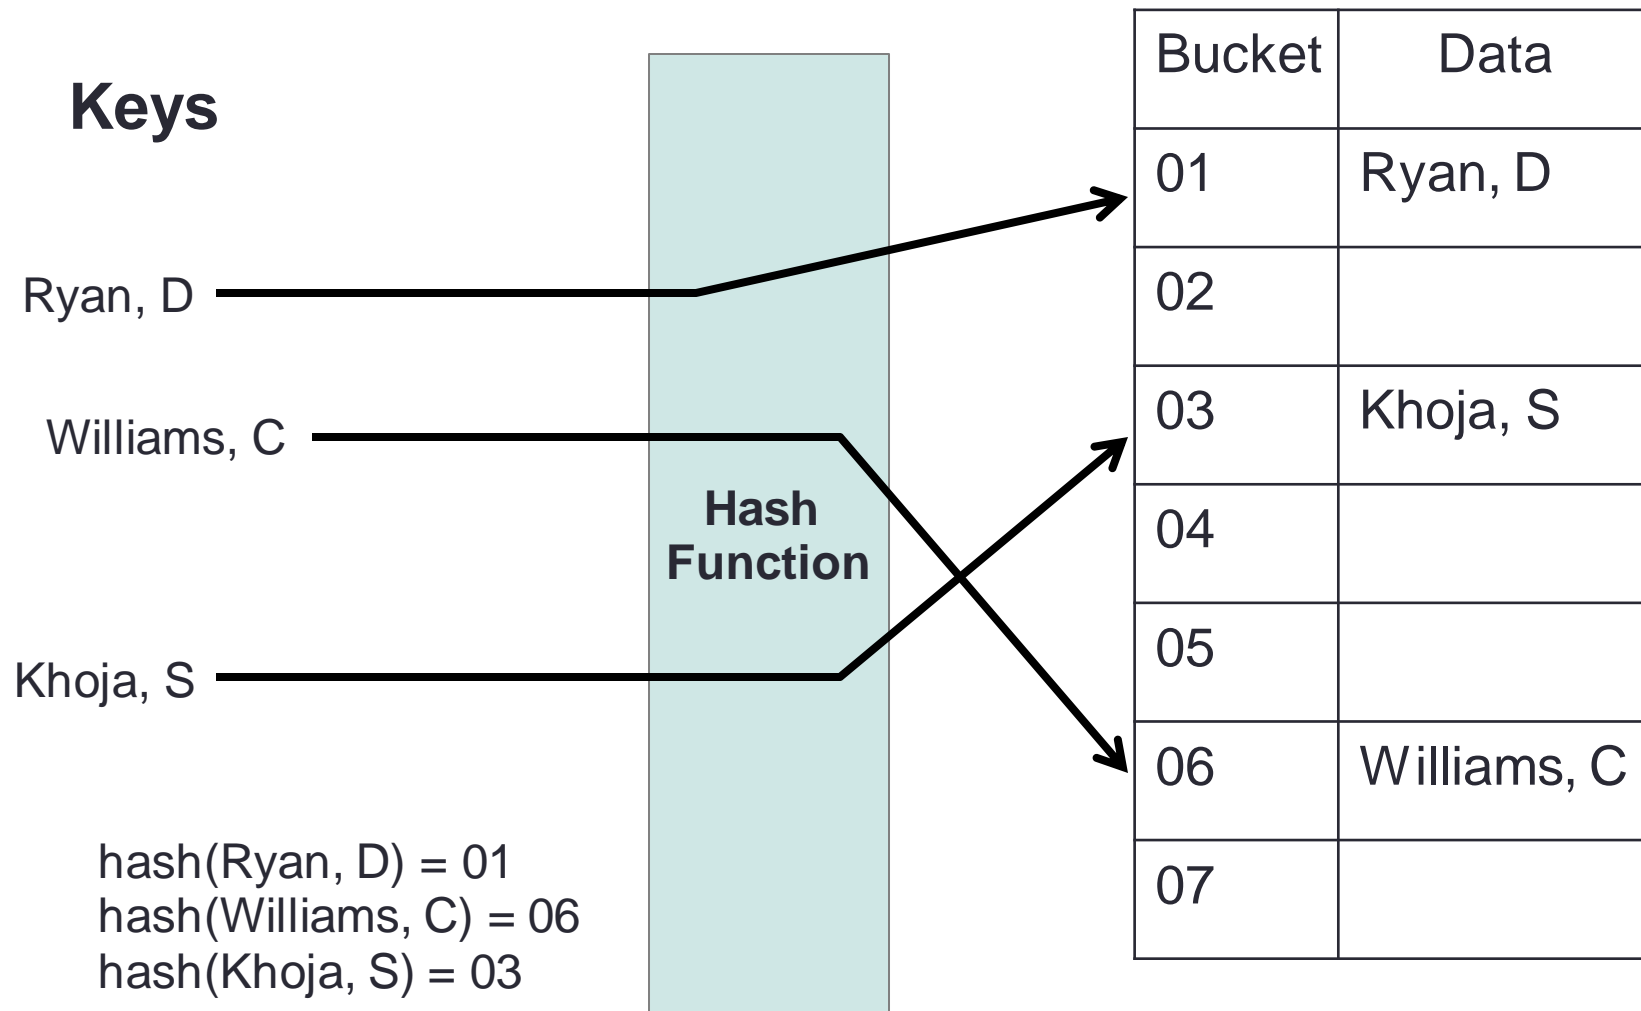 Keys
Ryan, D
Williams, C
Khoja, S
hash(Ryan, D) = 01
hash(Williams, C) = 06
hash(Khoja, S) = 03
Hash
Function
Bucket Data
01 Ryan, D
02
03 Khoja, S
04
05
06 Williams, C
07